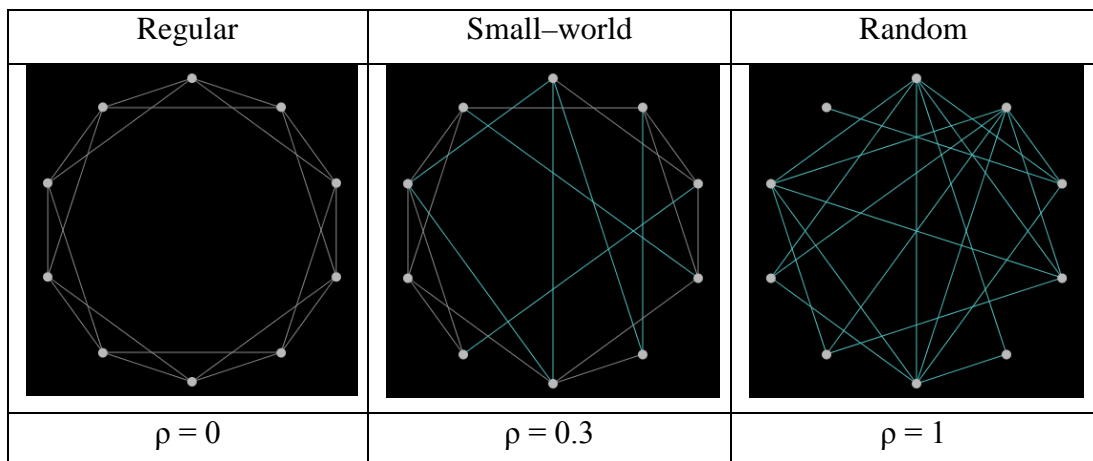 Regular
Small–world
Random
ρ = 0
ρ = 0.3
ρ = 1